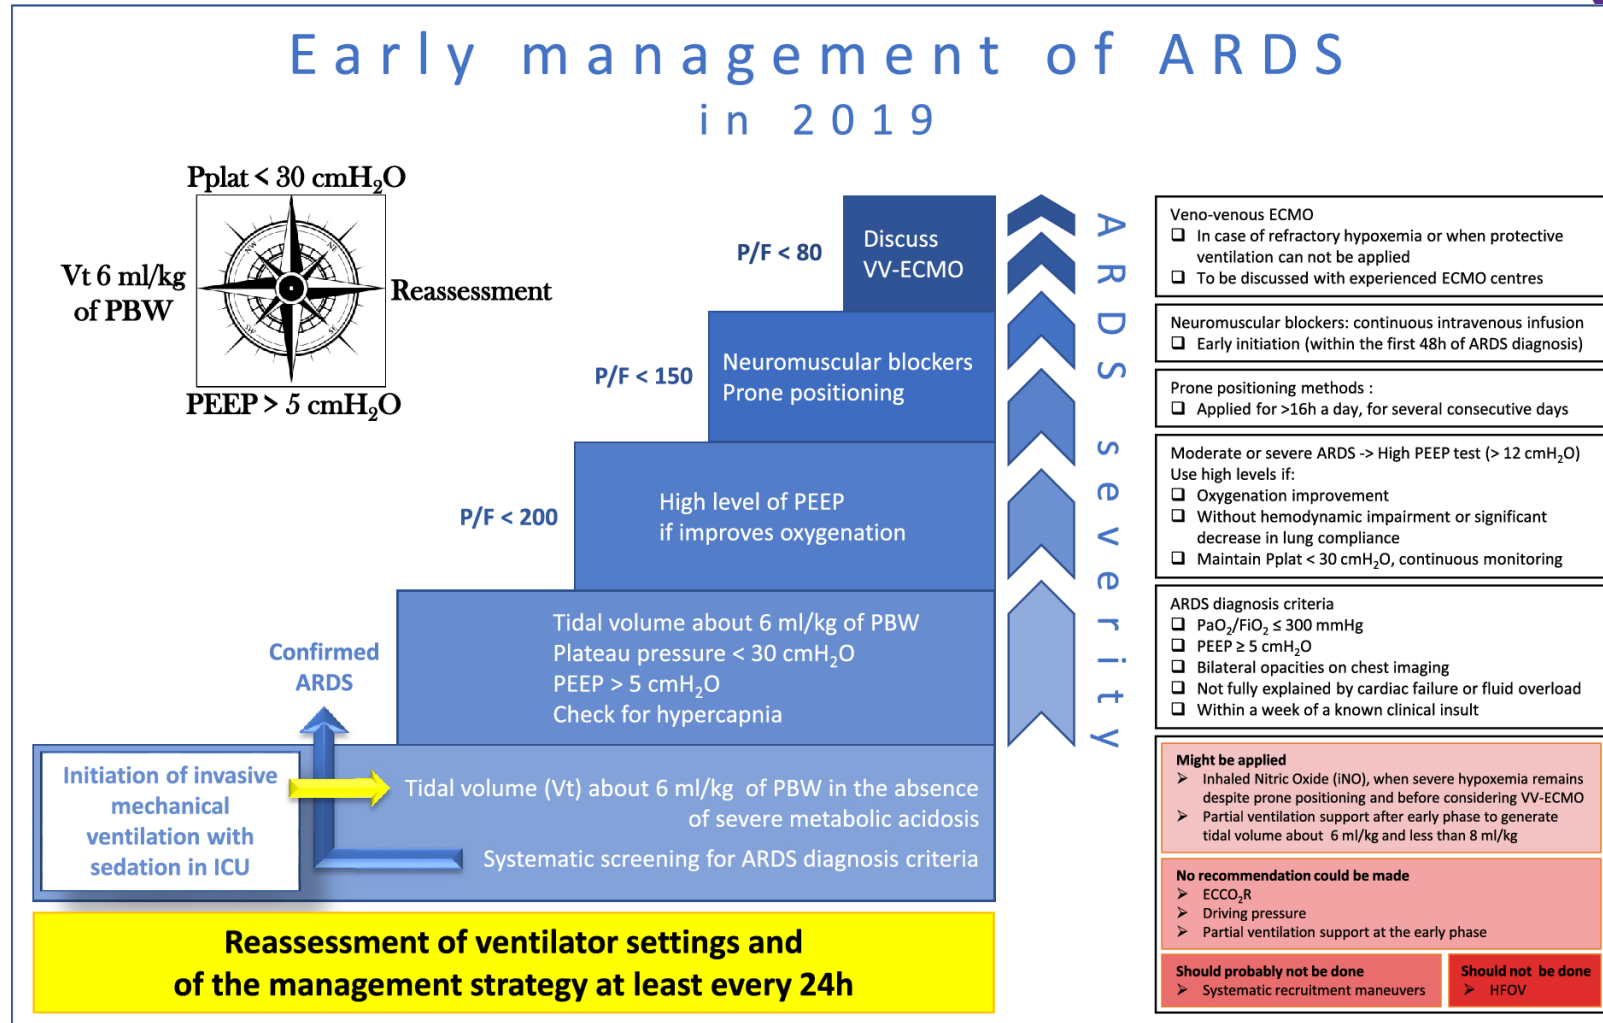 Early management of ARDS
in 2019
Pplat < 30 cmH₂O
Vt 6 ml/kg
of PBW
Reassessment
PEEP > 5 cmH₂O
NW
NE
SW
SE
P/F < 80
Discuss
VV-ECMO
P/F < 150
Neuromuscular blockers
Prone positioning
P/F < 200
High level of PEEP
if improves oxygenation
Tidal volume about 6 ml/kg of PBW
Plateau pressure < 30 cmH₂O
PEEP > 5 cmH₂O
Check for hypercapnia
Confirmed
ARDS
Initiation of invasive
mechanical
ventilation with
sedation in ICU
Tidal volume (Vt) about 6 ml/kg of PBW in the absence
of severe metabolic acidosis
Systematic screening for ARDS diagnosis criteria
Reassessment of ventilator settings and
of the management strategy at least every 24h
ARDS severity
Veno-venous ECMO
❑ In case of refractory hypoxemia or when protective
ventilation can not be applied
❑ To be discussed with experienced ECMO centres
Neuromuscular blockers: continuous intravenous infusion
❑ Early initiation (within the first 48h of ARDS diagnosis)
Prone positioning methods :
❑ Applied for >16h a day, for several consecutive days
Moderate or severe ARDS -> High PEEP test (> 12 cmH₂O)
Use high levels if:
❑ Oxygenation improvement
❑ Without hemodynamic impairment or significant
decrease in lung compliance
❑ Maintain Pplat < 30 cmH₂O, continuous monitoring
ARDS diagnosis criteria
❑ PaO₂/FiO₂ ≤ 300 mmHg
❑ PEEP ≥ 5 cmH₂O
❑ Bilateral opacities on chest imaging
❑ Not fully explained by cardiac failure or fluid overload
❑ Within a week of a known clinical insult
Might be applied
➢ Inhaled Nitric Oxide (iNO), when severe hypoxemia remains
despite prone positioning and before considering VV-ECMO
➢ Partial ventilation support after early phase to generate
tidal volume about 6 ml/kg and less than 8 ml/kg
No recommendation could be made
➢ ECCO₂R
➢ Driving pressure
➢ Partial ventilation support at the early phase
Should probably not be done
➢ Systematic recruitment maneuvers
Should not be done
➢ HFOV